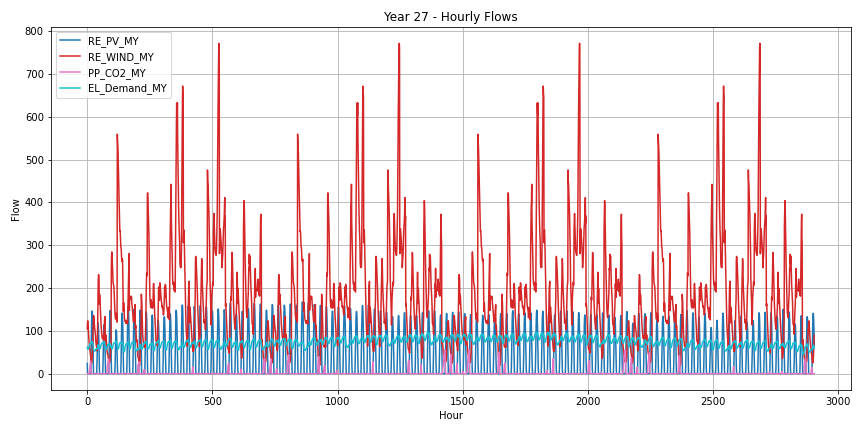 Year 27 - Hourly Flows
RE_PV_MY
RE_WIND_MY
PP_CO2_MY
EL_Demand_MY
800
700
600
500
400
300
200
100
0
Flow
0 500 1000 1500 2000 2500 3000
Hour